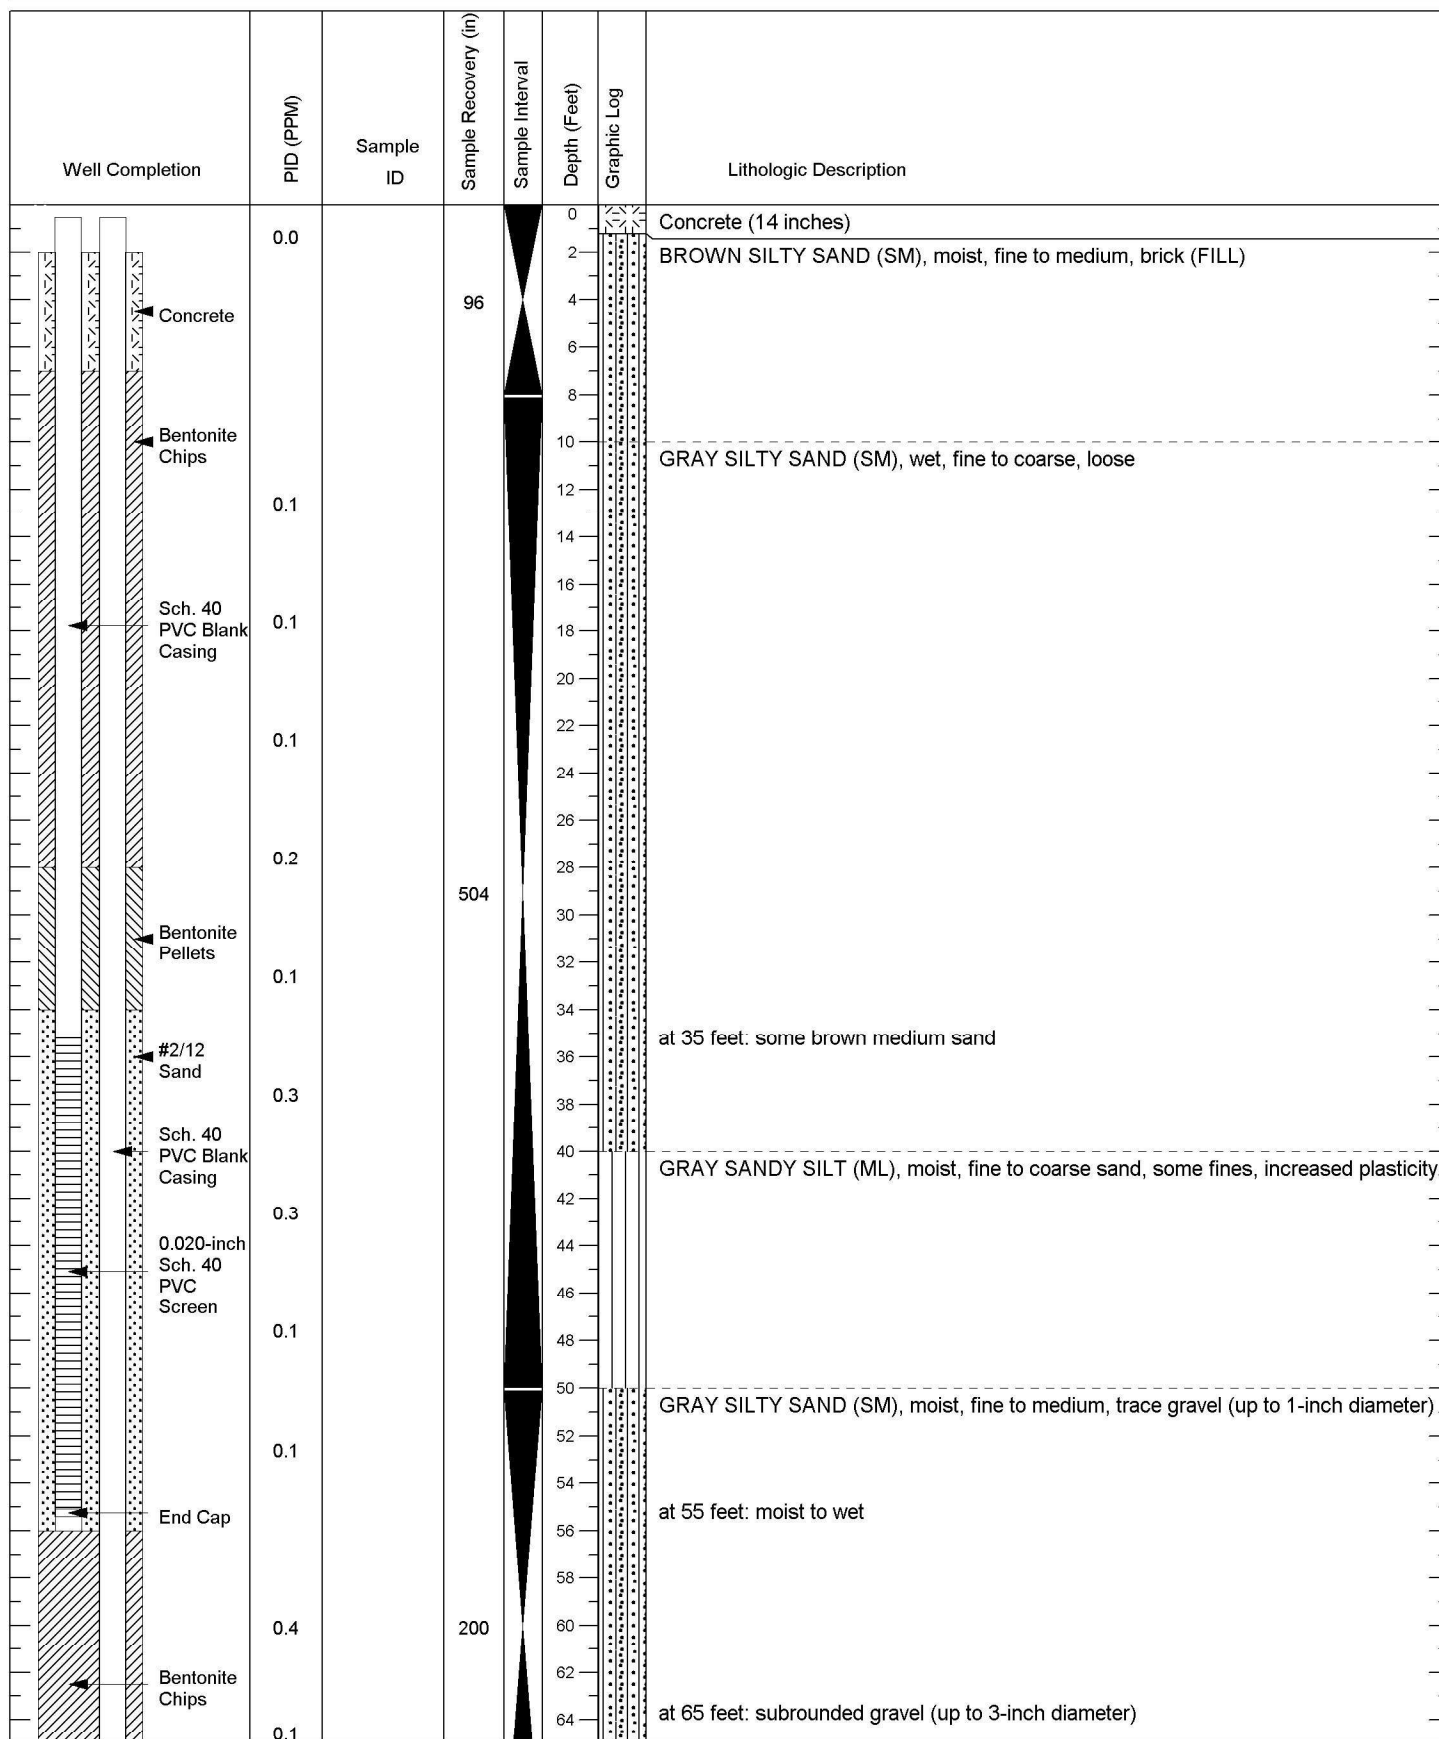 Well Completion
PID (PPM)
Sample
ID
Sample Recovery (in)
Sample Interval
Depth (Feet)
Graphic Log
Lithologic Description
0
Concrete (14 inches)
0.0
2
BROWN SILTY SAND (SM), moist, fine to medium, brick (FILL)
96
4
Concrete
6
8
Bentonite
Chips
10
GRAY SILTY SAND (SM), wet, fine to coarse, loose
12
0.1
14
16
Sch. 40
PVC Blank
Casing
0.1
18
20
22
0.1
24
26
0.2
28
504
30
Bentonite
Pellets
32
0.1
34
at 35 feet: some brown medium sand
#2/12
Sand
36
0.3
38
Sch. 40
PVC Blank
Casing
40
GRAY SANDY SILT (ML), moist, fine to coarse sand, some fines, increased plasticity
42
0.3
0.020-inch
Sch. 40
PVC
Screen
44
46
0.1
48
50
GRAY SILTY SAND (SM), moist, fine to medium, trace gravel (up to 1-inch diameter)
52
0.1
54
End Cap
at 55 feet: moist to wet
56
58
0.4
200
60
62
Bentonite
Chips
at 65 feet: subrounded gravel (up to 3-inch diameter)
64
0.1